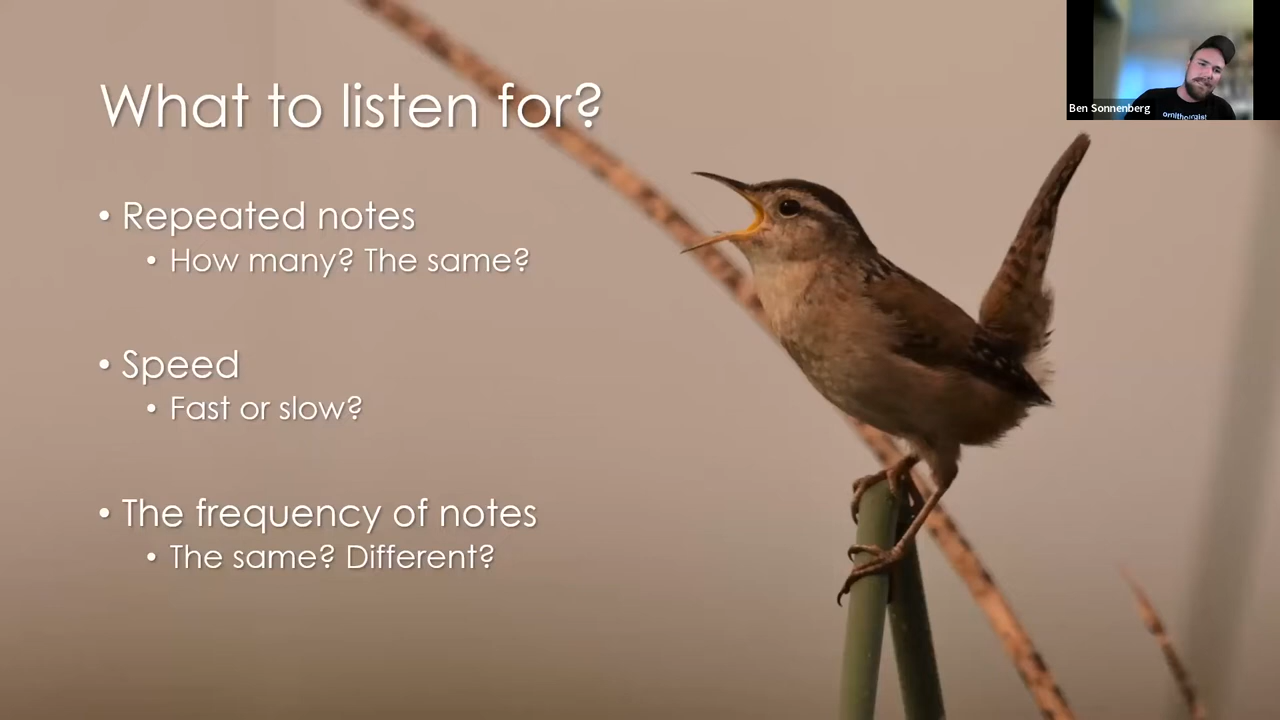 What to listen for?
• Repeated notes
• How many? The same?
• Speed
• Fast or slow?
• The frequency of notes
• The same? Different?
Ben Sonnenberg
ornithologist